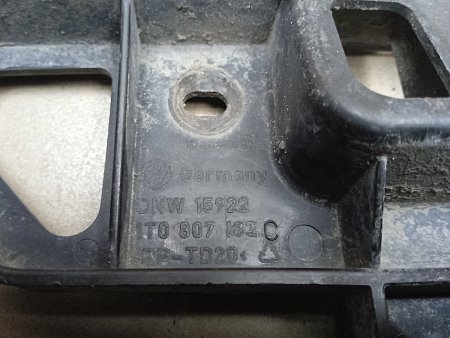 Germany
DNW 15922
1T0 807 183 C
>PP-TD20<